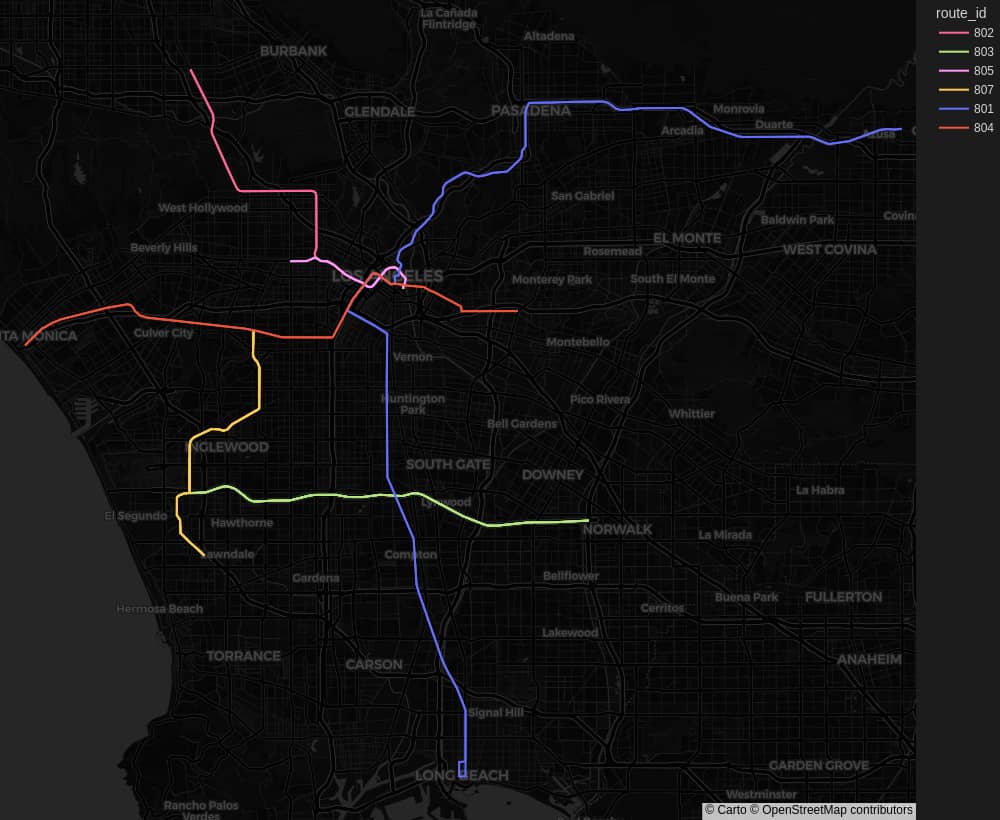 La Cañada
Flintridge
Altadena
BURBANK
GLENDALE
PASADENA
Monrovia
Duarte
Arcadia
Azusa
San Gabriel
West Hollywood
Baldwin Park
Covina
Beverly Hills
EL MONTE
WEST COVINA
Rosemead
LOS ANGELES
Monterey Park
South El Monte
NTA MONICA
Culver City
Montebello
Vernon
Huntington
Park
Pico Rivera
Whittier
Bell Gardens
INGLEWOOD
SOUTH GATE
DOWNEY
La Habra
Lynwood
El Segundo
Hawthorne
NORWALK
La Mirada
Lawndale
Compton
Gardena
Bellflower
Buena Park
FULLERTON
Hermosa Beach
Cerritos
Lakewood
TORRANCE
CARSON
ANAHEIM
Signal Hill
LONG BEACH
GARDEN GROVE
Westminster
Rancho Palos
Verdes
© Carto © OpenStreetMap contributors
route_id
802
803
805
807
801
804